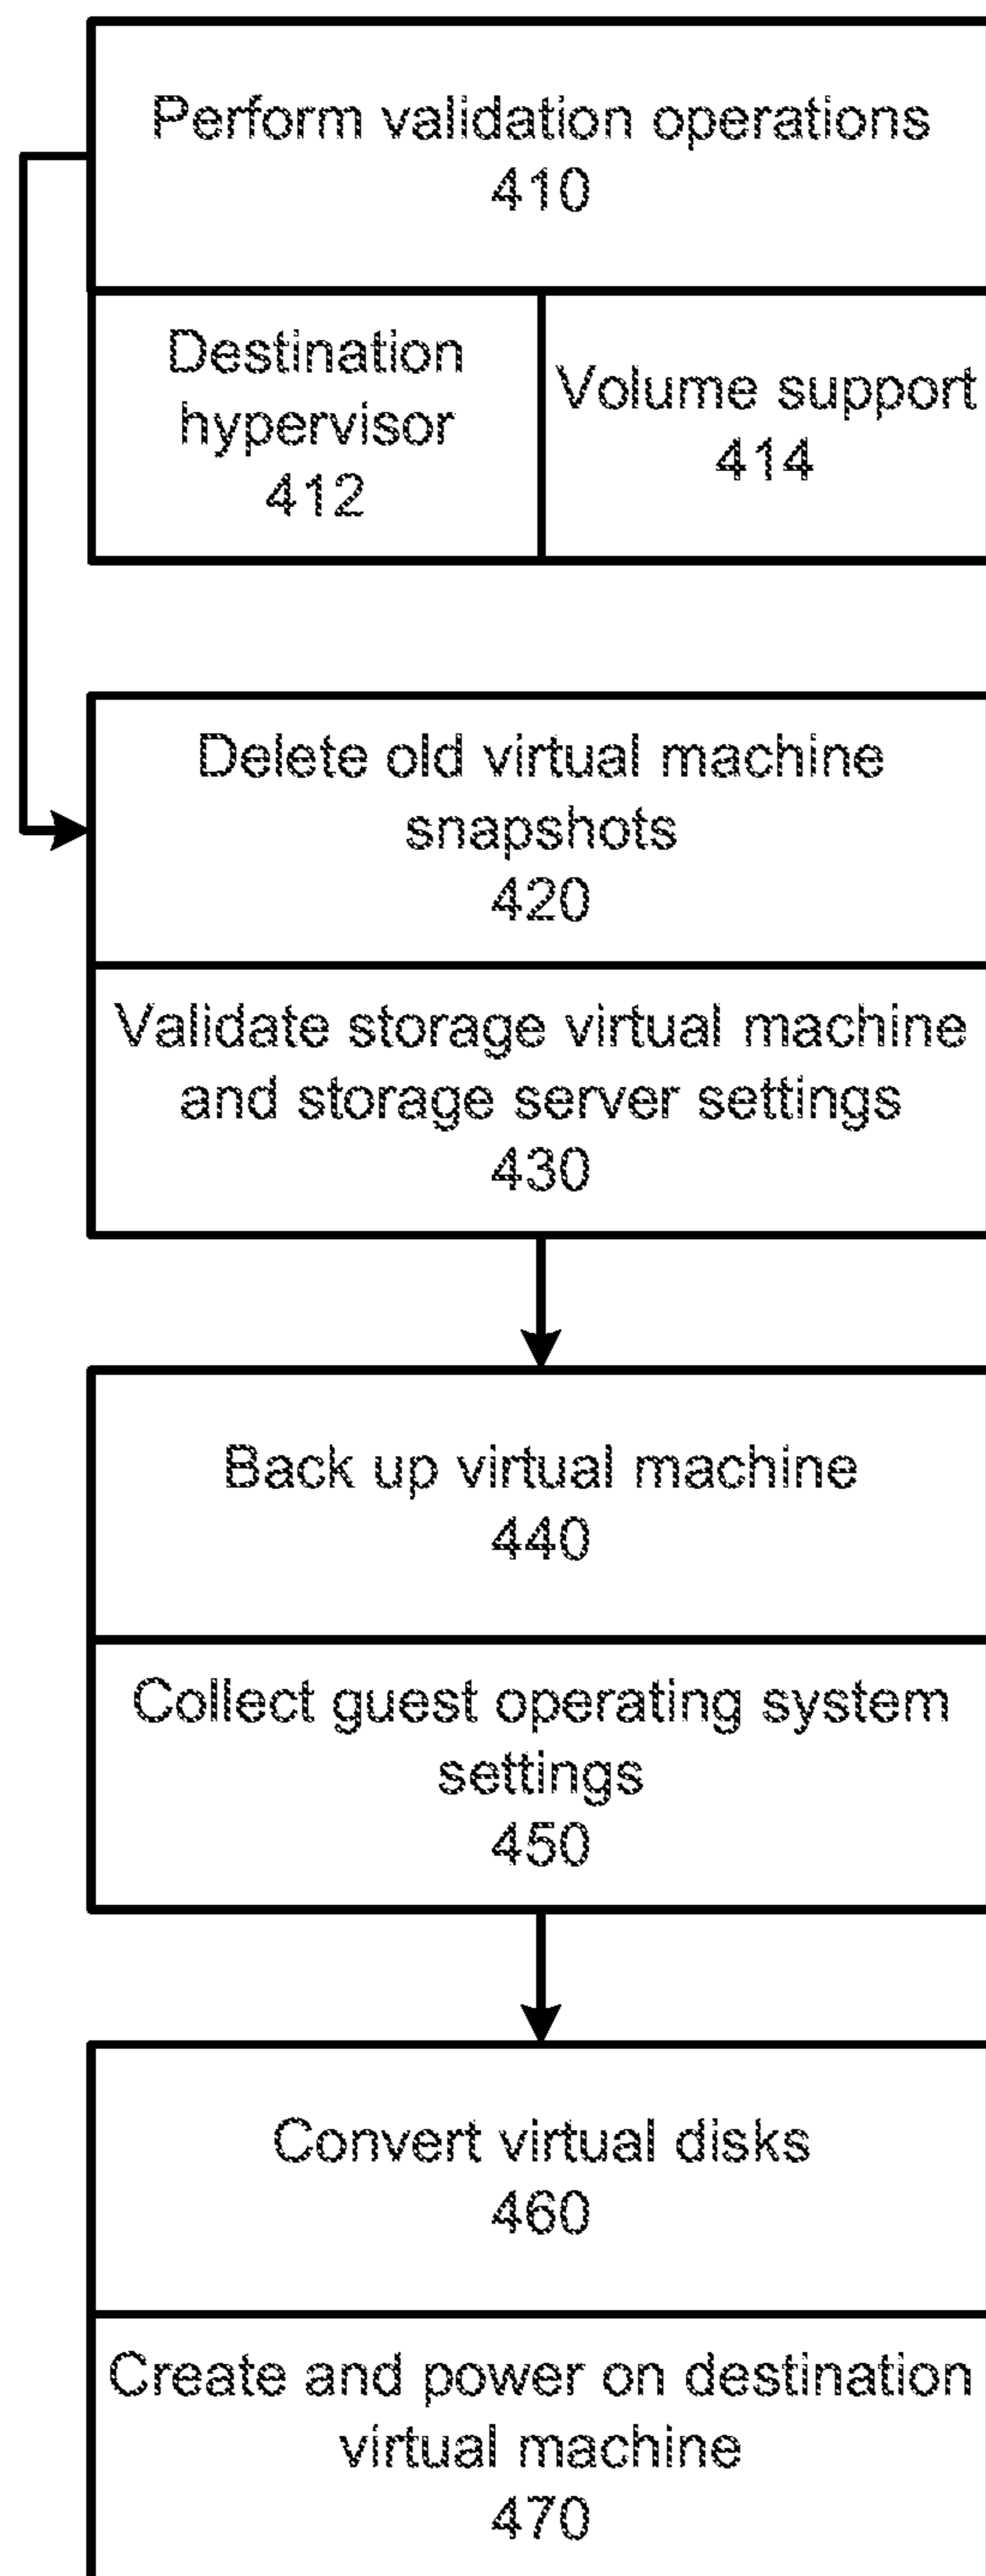 Perform validation operations
410
Destination
hypervisor
412
Volume support
414
Delete old virtual machine
snapshots
420
Validate storage virtual machine
and storage server settings
430
Back up virtual machine
440
Collect guest operating system
settings
450
Convert virtual disks
460
Create and power on destination
virtual machine
470